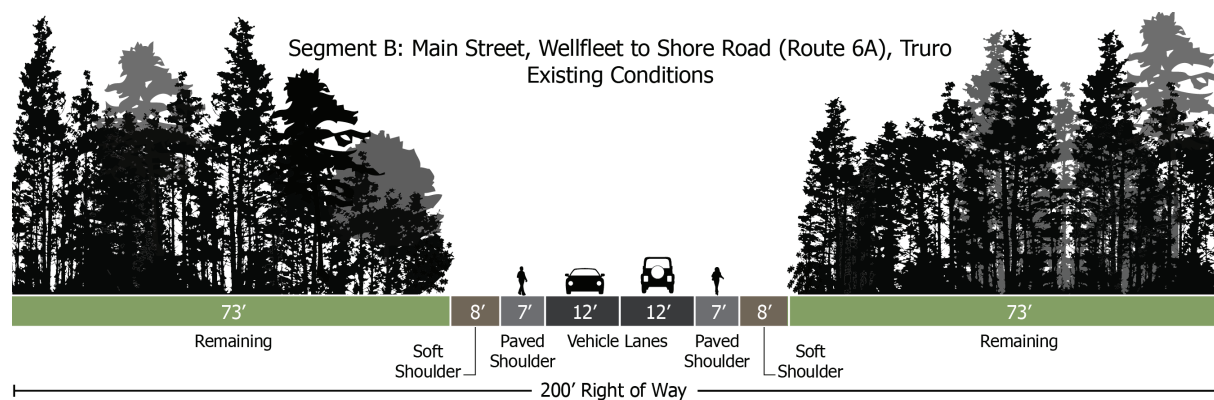 Segment B: Main Street, Wellfleet to Shore Road (Route 6A), Truro
Existing Conditions
73′ 8′ 7′ 12′ 12′ 7′ 8′ 73′
Remaining
Soft
Shoulder
Paved
Shoulder
Vehicle Lanes
Paved
Shoulder
Soft
Shoulder
Remaining
200′ Right of Way